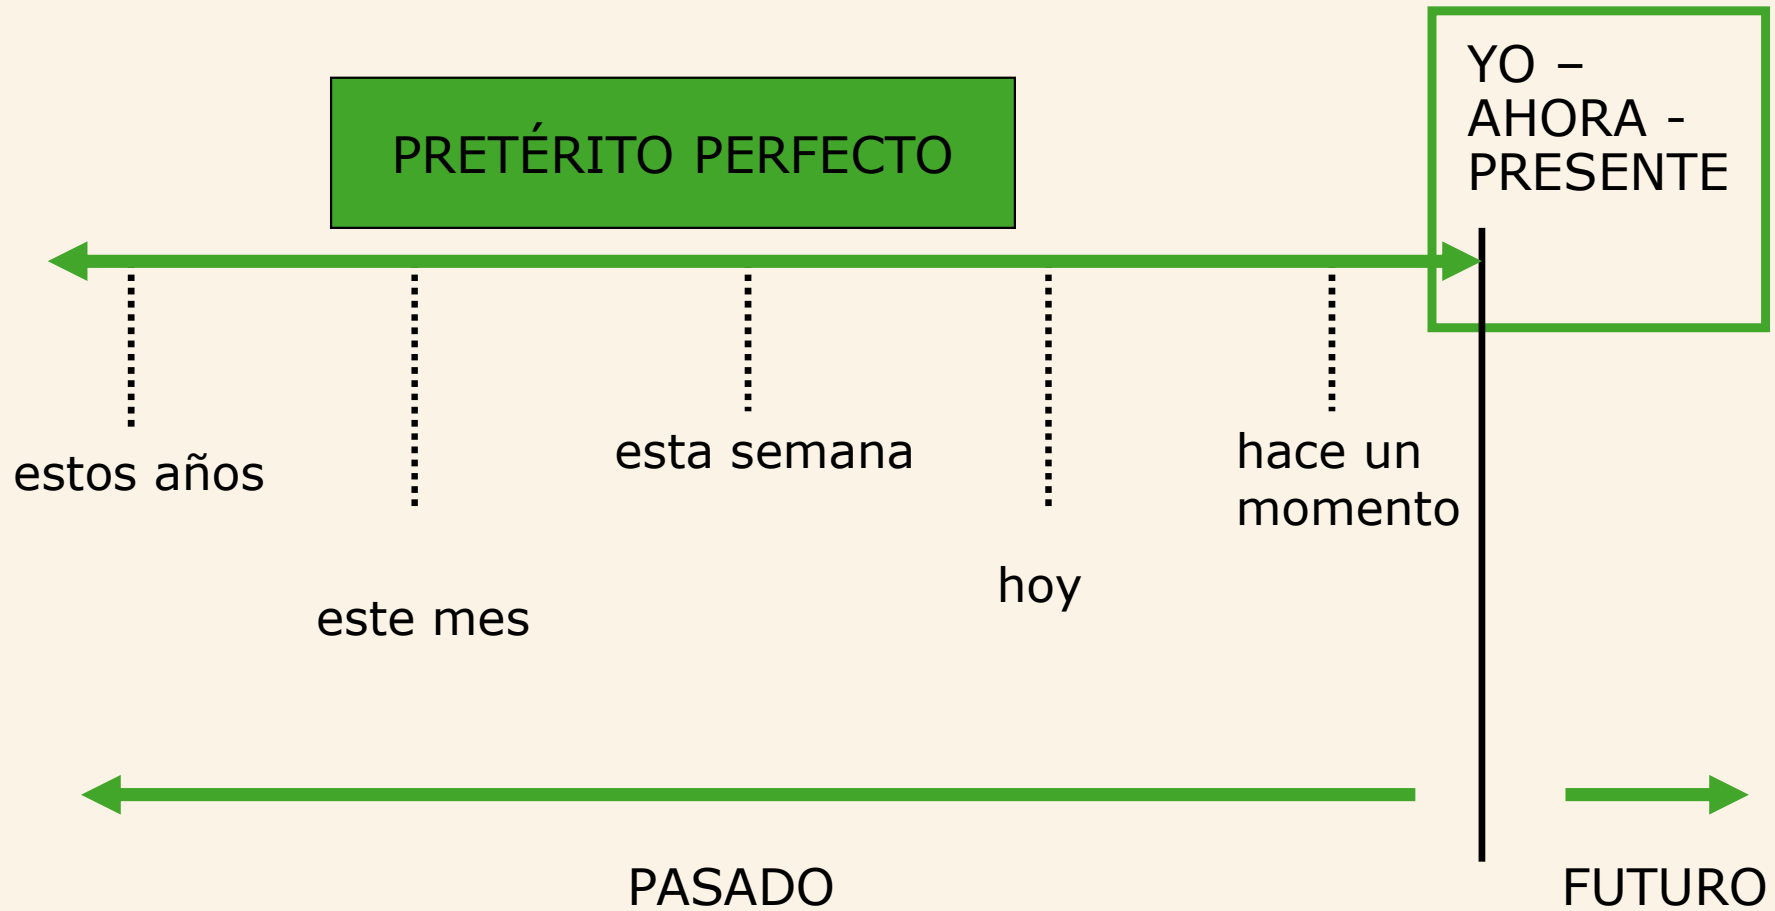 YO –
AHORA -
PRESENTE
PRETÉRITO PERFECTO
estos años
este mes
esta semana
hoy
hace un
momento
PASADO
FUTURO